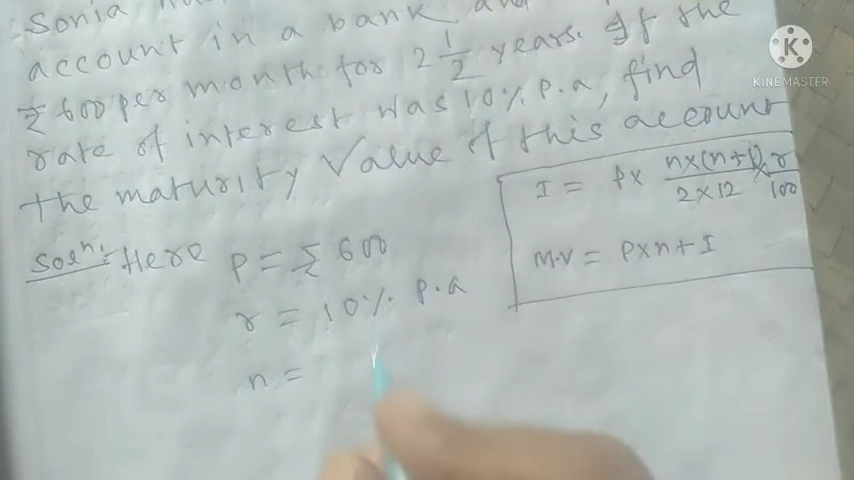 Sonia
account in a bank and
₹ 600 per month for 2 1/2 years. If the
rate of interest was 10% p.a, find
the maturity value of this account
I = P× n×(n+1)/2×12 × r/100
M.V = P×n+I
Soln: Here P = ₹ 600
r = 10% p.a
n =
K
KINEMASTER